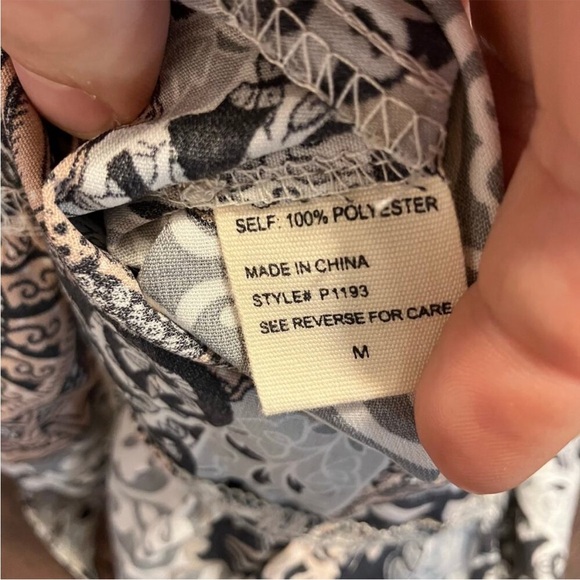 SELF: 100% POLYESTER
MADE IN CHINA
STYLE# P1193
SEE REVERSE FOR CARE
M